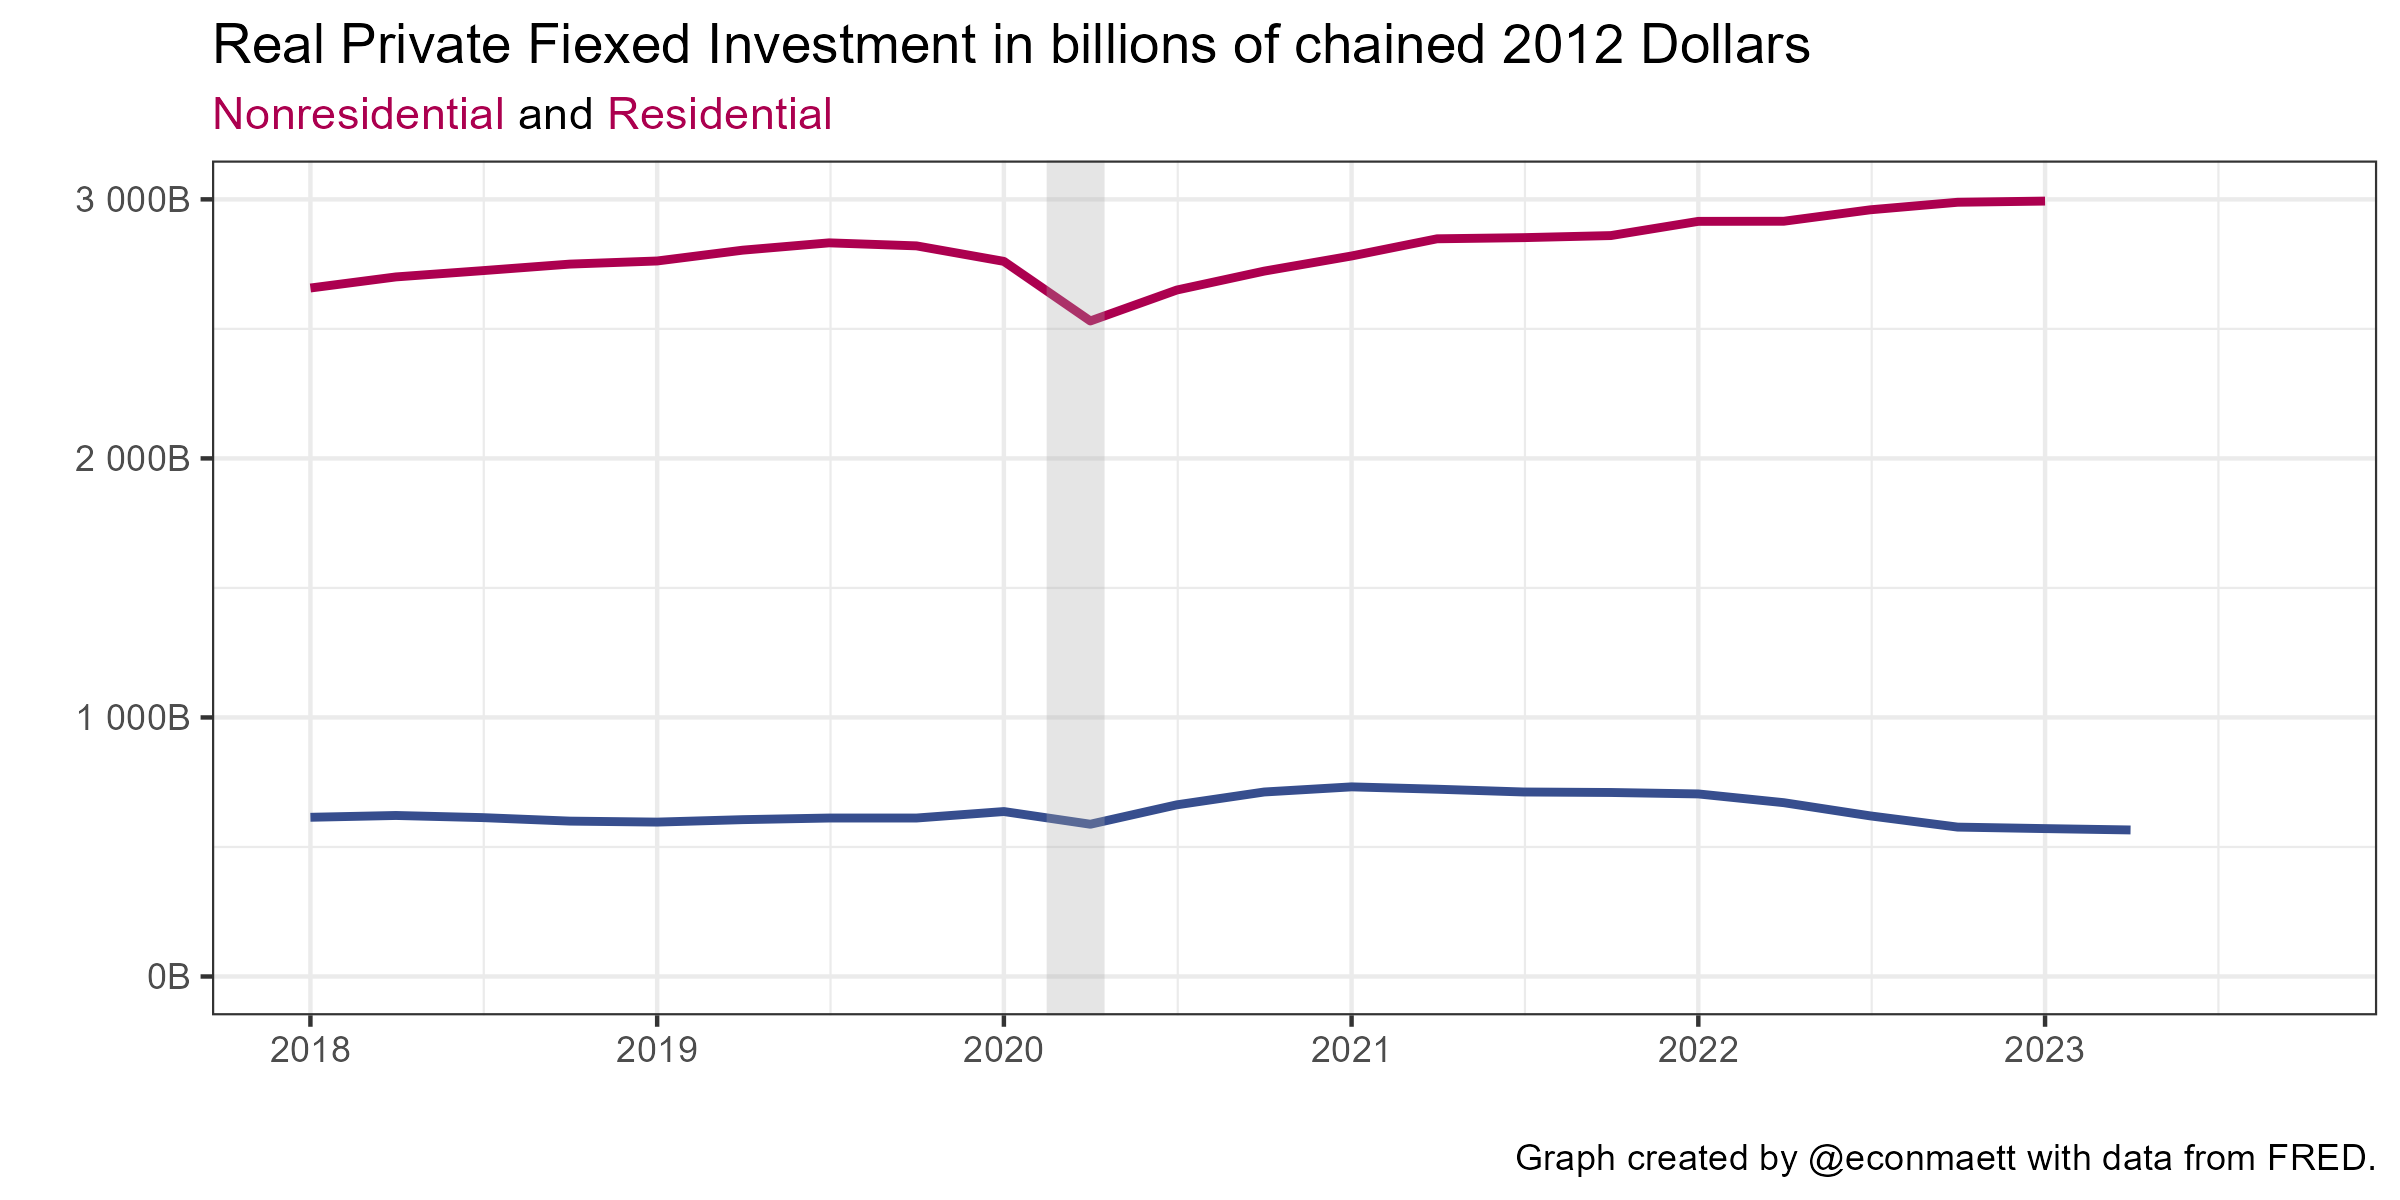 Real Private Fiexed Investment in billions of chained 2012 Dollars
Nonresidential and Residential
3 000B
2 000B
1 000B
0B
2018 2019 2020 2021 2022 2023
Graph created by @econmaett with data from FRED.